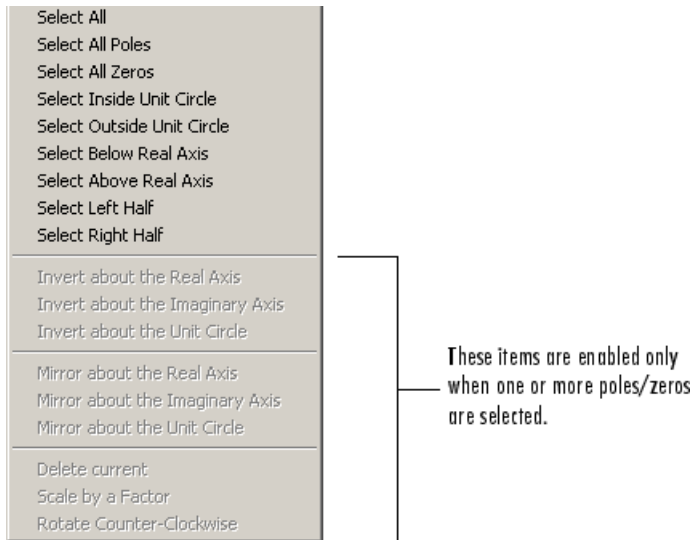 Select All
Select All Poles
Select All Zeros
Select Inside Unit Circle
Select Outside Unit Circle
Select Below Real Axis
Select Above Real Axis
Select Left Half
Select Right Half
Invert about the Real Axis
Invert about the Imaginary Axis
Invert about the Unit Circle
Mirror about the Real Axis
Mirror about the Imaginary Axis
Mirror about the Unit Circle
Delete current
Scale by a Factor
Rotate Counter-Clockwise
These items are enabled only
when one or more poles/zeros
are selected.